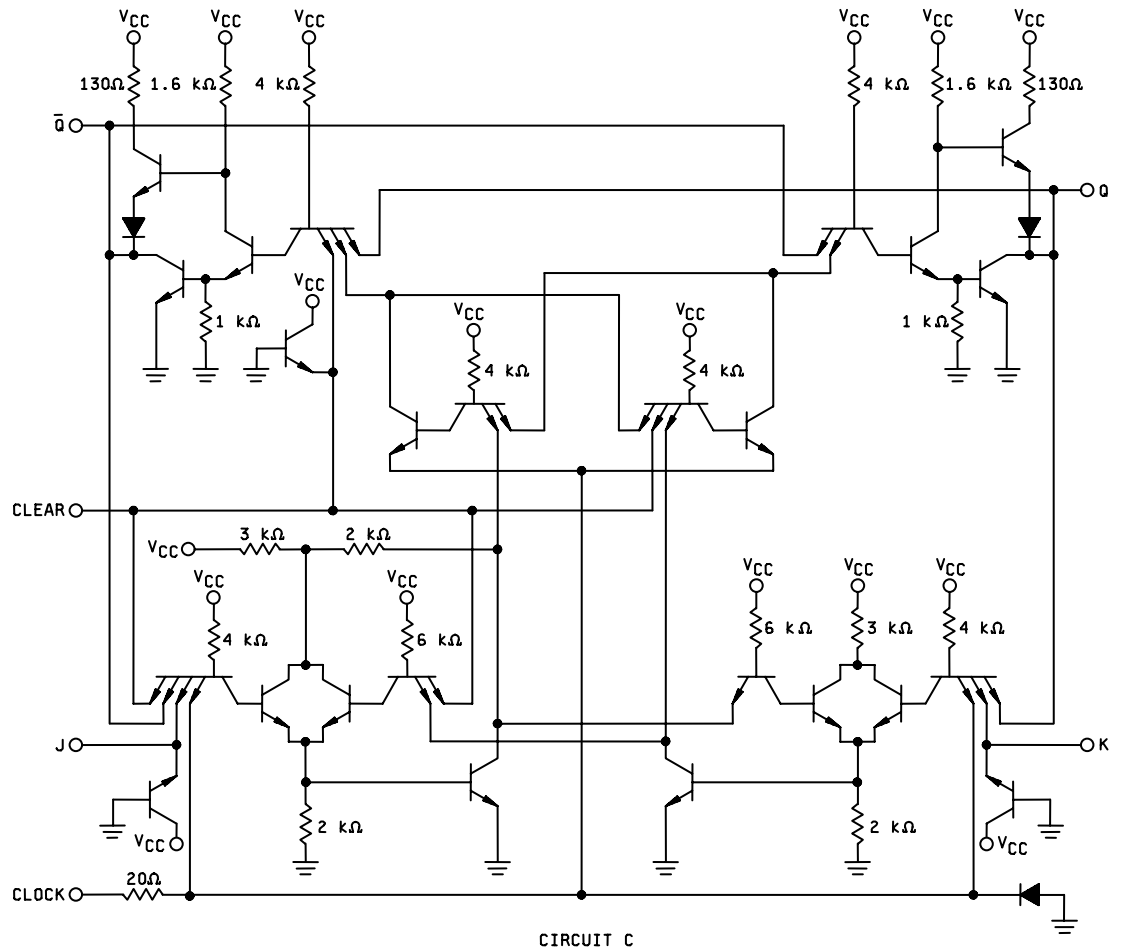 VCC VCC VCC VCC VCC VCC
130Ω 1.6 kΩ 4 kΩ 4 kΩ 1.6 kΩ 130Ω
Q̅
Q
VCC
VCC VCC
1 kΩ 1 kΩ
4 kΩ 4 kΩ
CLEAR
3 kΩ 2 kΩ
VCC
VCC VCC VCC VCC VCC
4 kΩ 6 kΩ 6 kΩ 3 kΩ 4 kΩ
J K
2 kΩ 2 kΩ
VCC VCC
20Ω
CLOCK
CIRCUIT C